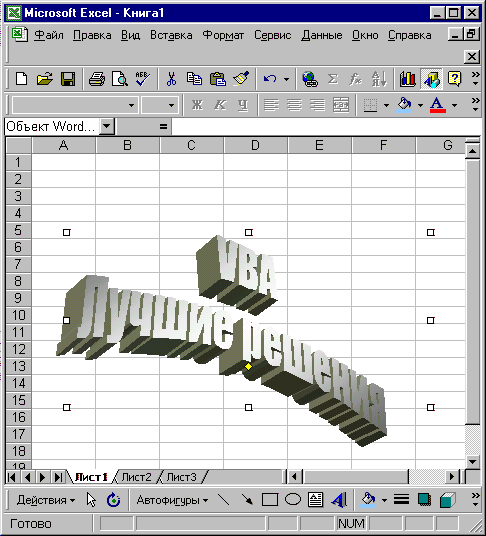 Microsoft Excel - Книга1
Файл Правка Вид Вставка Формат Сервис Данные Окно Справка
Ж К Ч
Объект Word... =
A B C D E F G
1
2
3
4
5
6
7
8
9
10
11
12
13
14
15
16
17
18
19
VBA
Лучшие решения
Лист1 Лист2 Лист3
Действия Автофигуры
Готово NUM